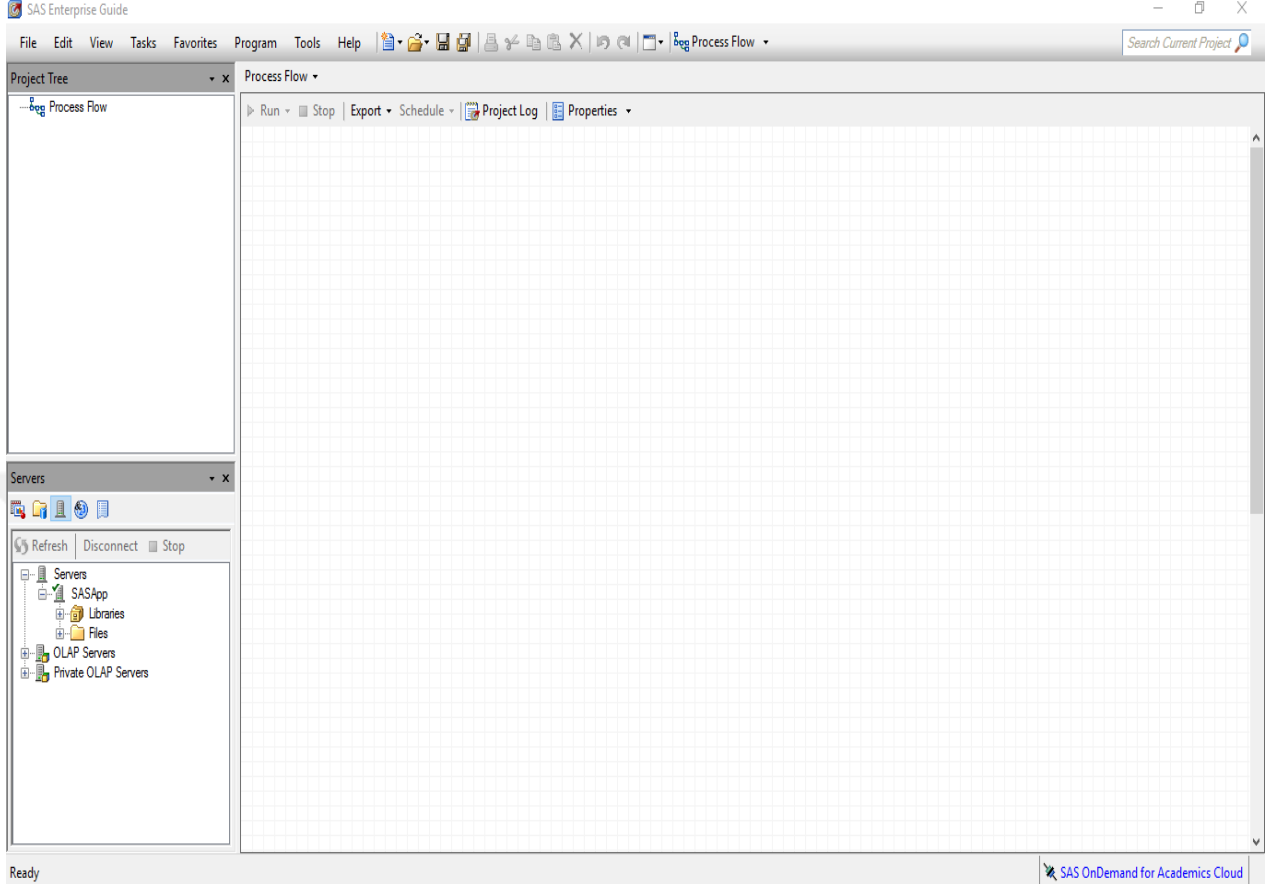 SAS Enterprise Guide
File Edit View Tasks Favorites Program Tools Help Process Flow Search Current Project
Project Tree
Process Flow
Process Flow
Run Stop Export Schedule Project Log Properties
Servers
Refresh Disconnect Stop
Servers
SASApp
Libraries
Files
OLAP Servers
Private OLAP Servers
Ready
SAS OnDemand for Academics Cloud